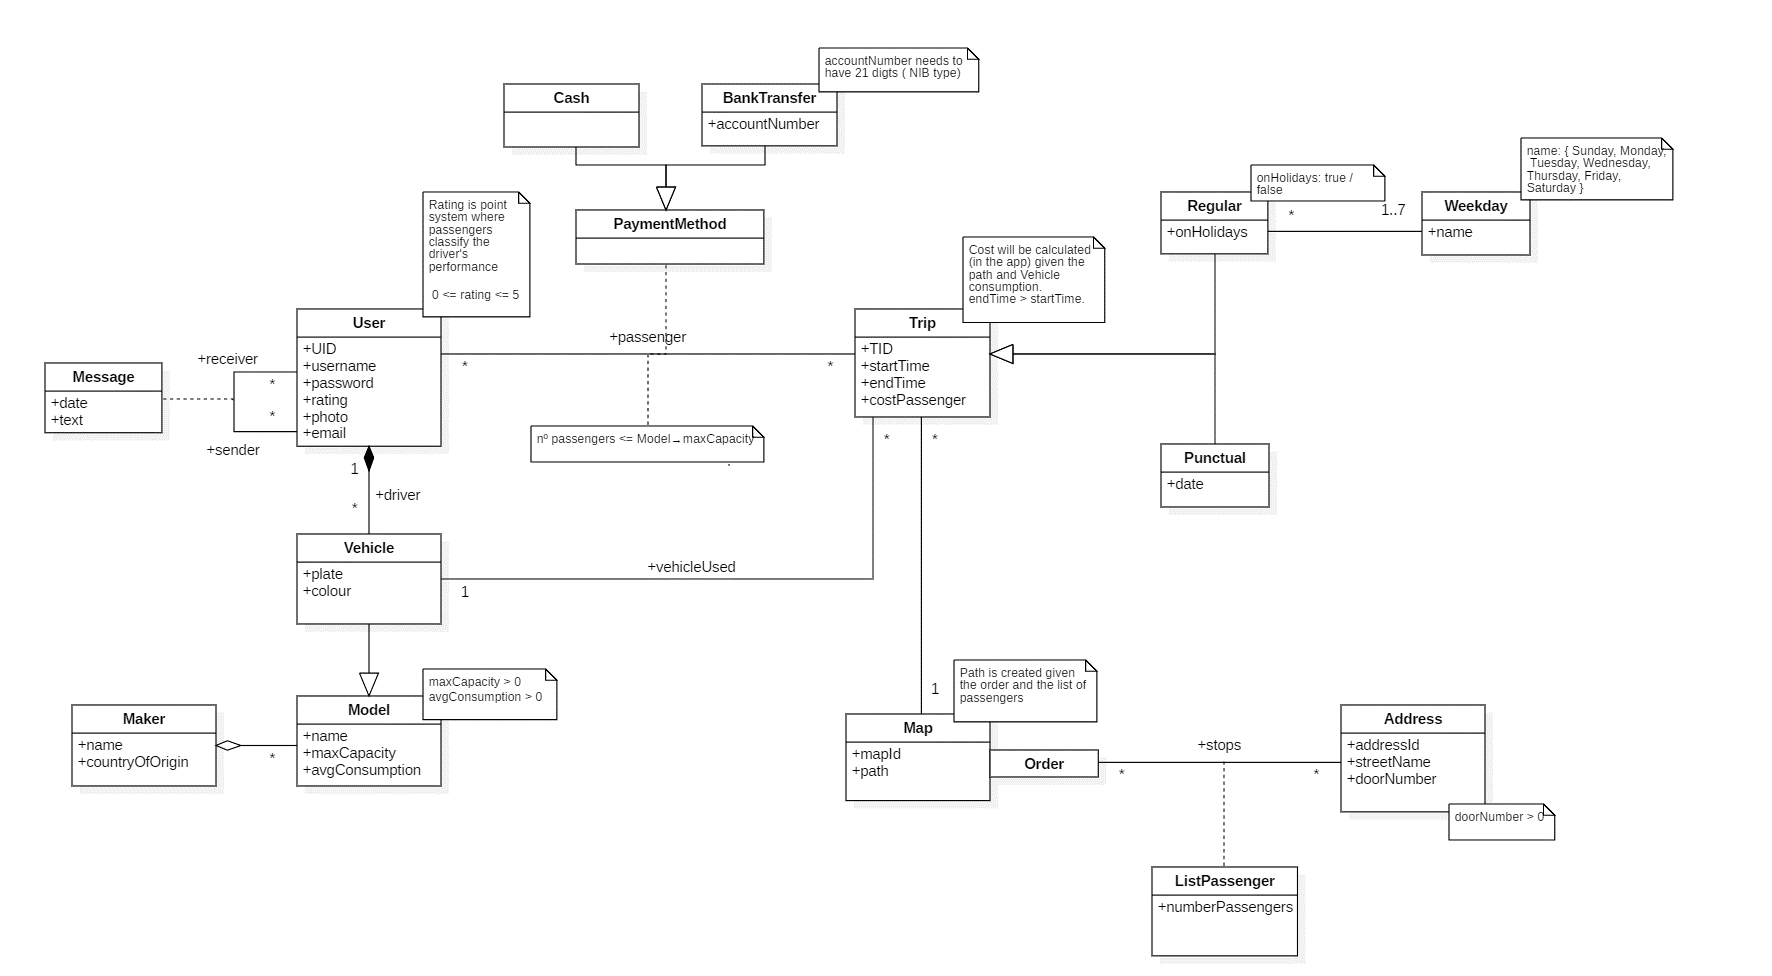 accountNumber needs to
have 21 digts ( NIB type)
Cash
BankTransfer
+accountNumber
name: { Sunday, Monday,
Tuesday, Wednesday,
Thursday, Friday,
Saturday }
onHolidays: true /
false
Rating is point
system where
passengers
classify the
driver's
performance
0 <= rating <= 5
PaymentMethod
Regular
+onHolidays
*
1..7
Weekday
+name
Cost will be calculated
(in the app) given the
path and Vehicle
consumption.
endTime > startTime.
User
+UID
+username
+password
+rating
+photo
+email
+passenger
*
*
Trip
+TID
+startTime
+endTime
+costPassenger
Message
+date
+text
+receiver
*
*
+sender
nº passengers <= Model→maxCapacity
*
*
Punctual
+date
1
+driver
*
Vehicle
+plate
+colour
+vehicleUsed
1
maxCapacity > 0
avgConsumption > 0
Path is created given
the order and the list of
passengers
1
Maker
+name
+countryOfOrigin
*
Model
+name
+maxCapacity
+avgConsumption
Map
+mapId
+path
Order
*
+stops
*
Address
+addressId
+streetName
+doorNumber
doorNumber > 0
ListPassenger
+numberPassengers